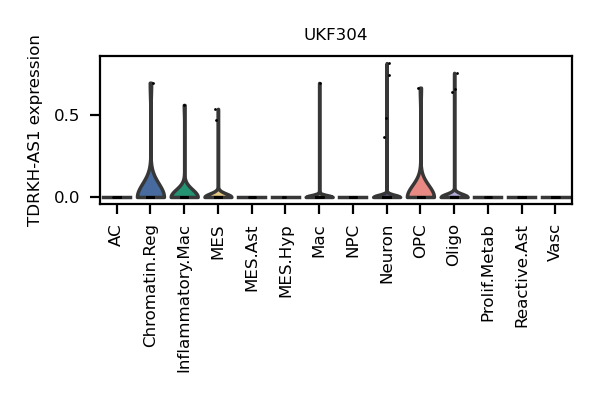 UKF304
TDRKH-AS1 expression
0.5
0.0
AC
Chromatin.Reg
Inflammatory.Mac
MES
MES.Ast
MES.Hyp
Mac
NPC
Neuron
OPC
Oligo
Prolif.Metab
Reactive.Ast
Vasc